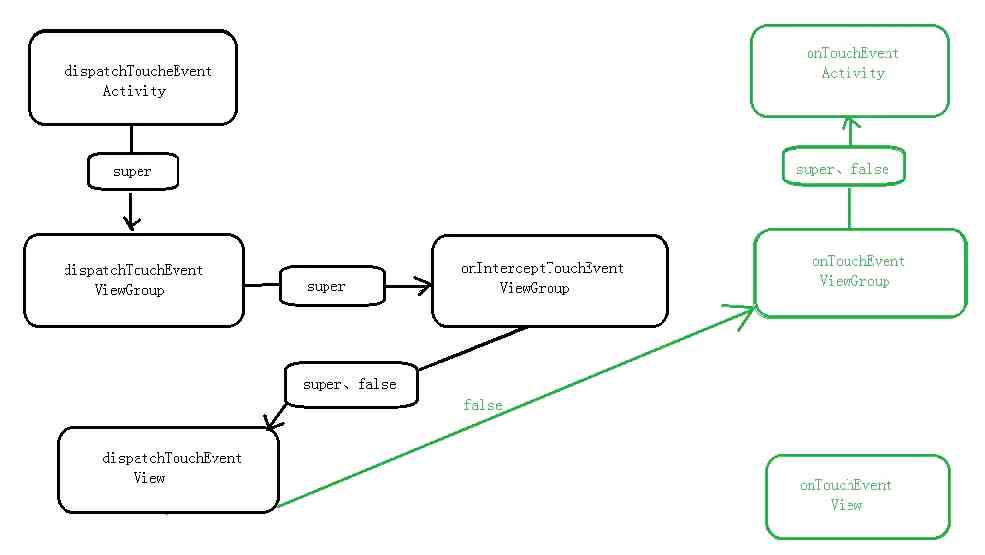 dispatchToucheEvent
Activity
super
dispatchTouchEvent
ViewGroup
super
onInterceptTouchEvent
ViewGroup
super、false
dispatchTouchEvent
View
false
onTouchEvent
Activity
super、false
onTouchEvent
ViewGroup
onTouchEvent
View